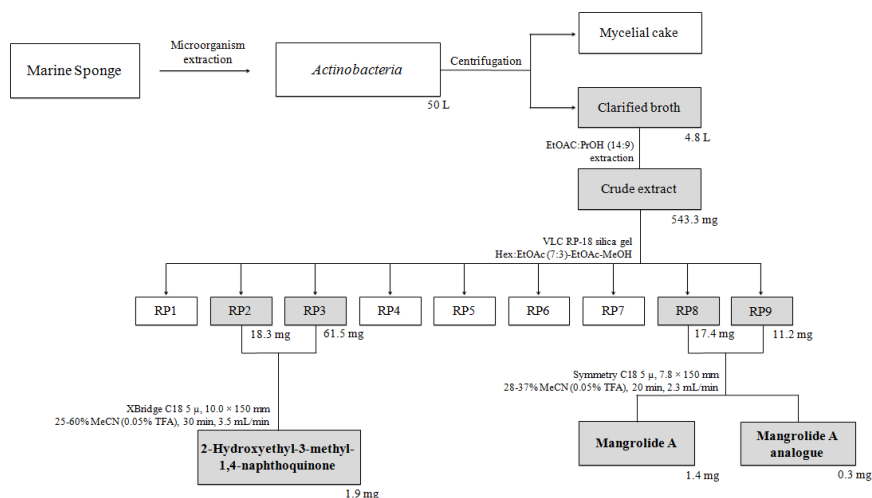 Mycelial cake
Microorganism
extraction
Marine Sponge
Actinobacteria
Centrifugation
50 L
Clarified broth
4.8 L
EtOAC:PrOH (14:9)
extraction
Crude extract
543.3 mg
VLC RP-18 silica gel
Hex:EtOAc (7:3)-EtOAc-MeOH
RP1
RP2
RP3
RP4
RP5
RP6
RP7
RP8
RP9
18.3 mg
61.5 mg
17.4 mg
11.2 mg
Symmetry C18 5 µ, 7.8 × 150 mm
28-37% MeCN (0.05% TFA), 20 min, 2.3 mL/min
XBridge C18 5 µ, 10.0 × 150 mm
25-60% MeCN (0.05% TFA), 30 min, 3.5 mL/min
2-Hydroxyethyl-3-methyl-
1,4-naphthoquinone
1.9 mg
Mangrolide A
1.4 mg
Mangrolide A
analogue
0.3 mg